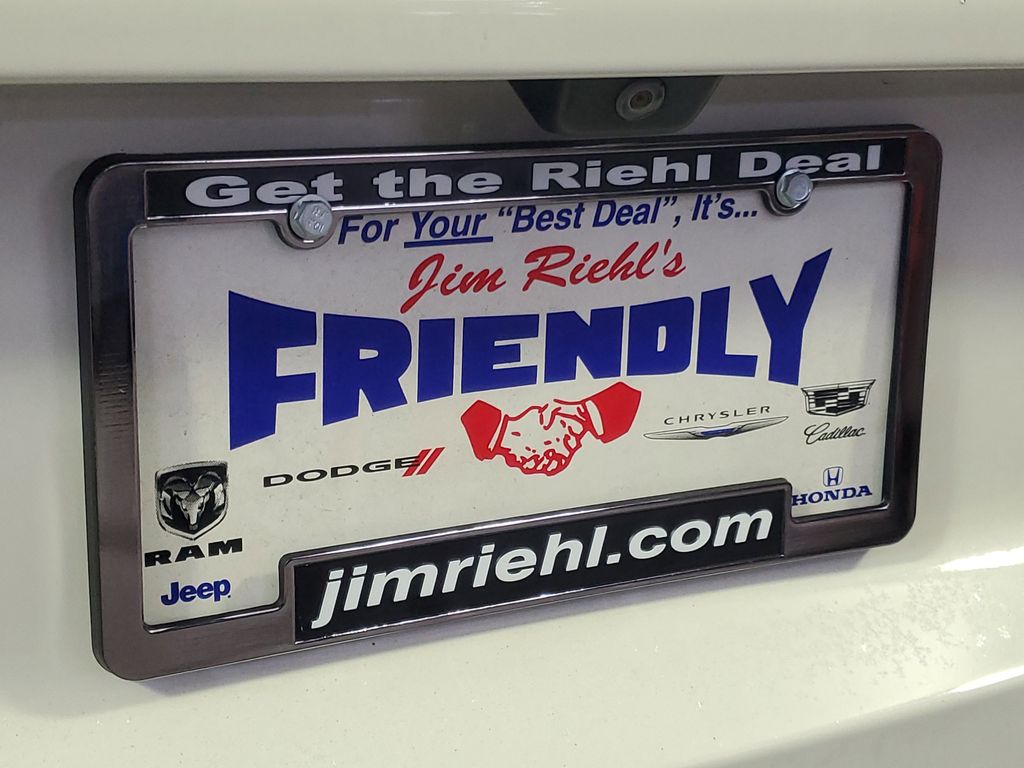 Get the Riehl Deal
For Your "Best Deal", It's...
Jim Riehl's
FRIENDLY
CHRYSLER
Cadillac
DODGE
HONDA
RAM
Jeep
jimriehl.com